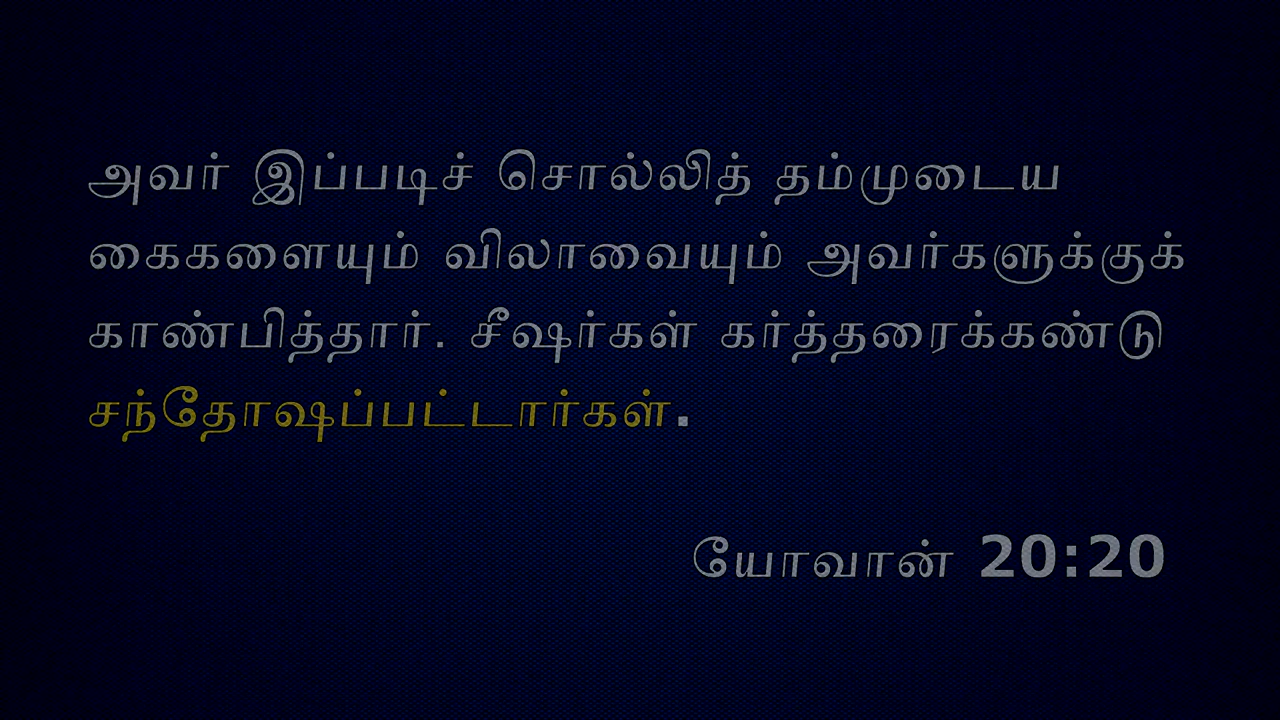 அவர் இப்படிச் சொல்லித் தம்முடைய
கைகளையும் விலாவையும் அவர்களுக்குக்
காண்பித்தார். சீஷர்கள் கர்த்தரைக்கண்டு
சந்தோஷப்பட்டார்கள்.
யோவான் 20:20